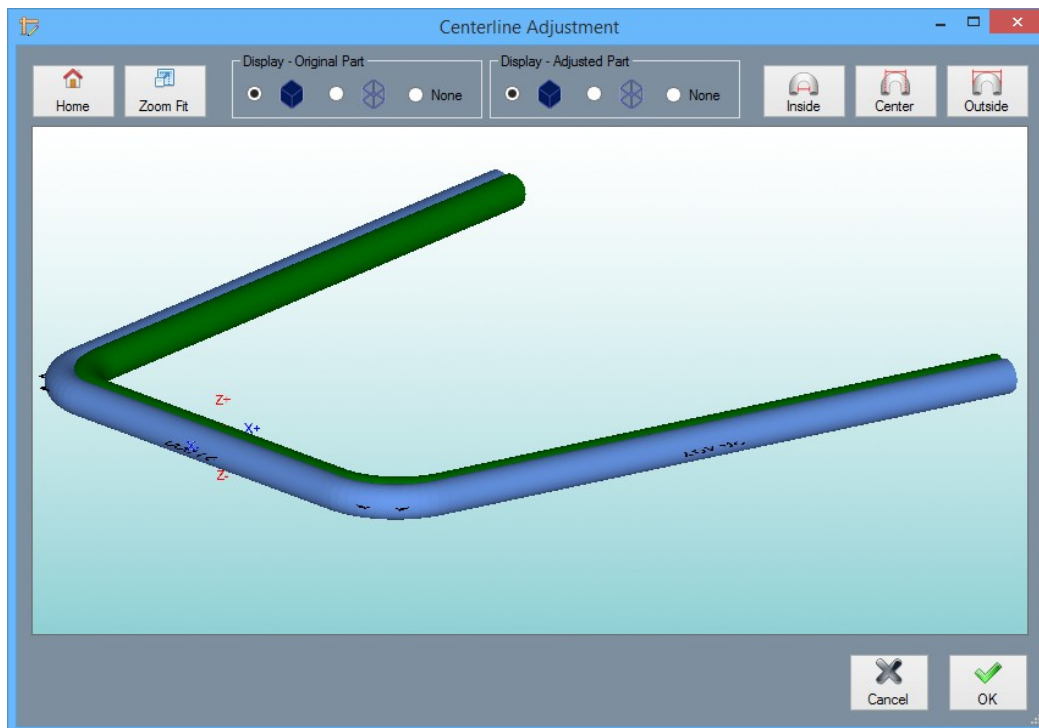 Centerline Adjustment
Display - Original Part
Display - Adjusted Part
Home
Zoom Fit
None
None
Inside
Center
Outside
Z+
X+
Z-
Cancel
OK